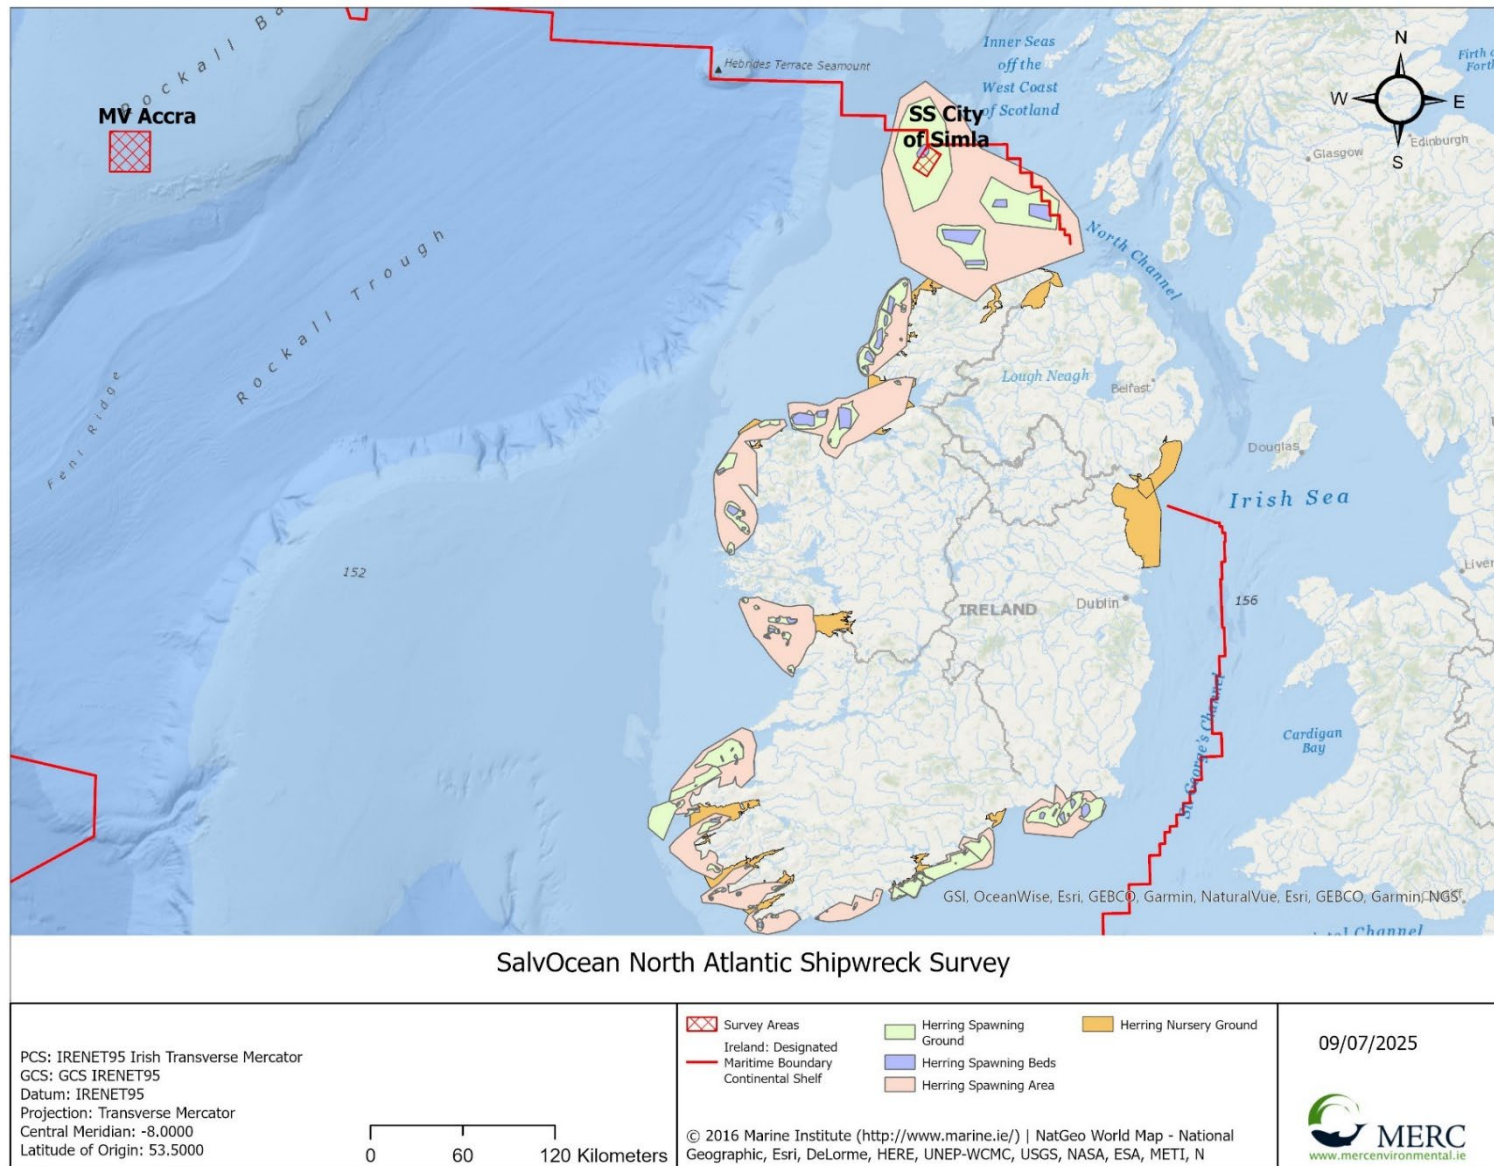 Rockall Ba
Hebrides Terrace Seamount
Inner Seas
off the
West Coast
of Scotland
N
W
E
S
Firth o
Forth
MV Accra
SS City
of Simla
Glasgow
Edinburgh
Rockall Trough
North Channel
Feni Ridge
Lough Neagh
Belfast
Douglas
Irish Sea
152
IRELAND
Dublin
156
Liver
St George's Channel
Cardigan
Bay
GSI, OceanWise, Esri, GEBCO, Garmin, NaturalVue, Esri, GEBCO, Garmin, NGS
Channel
SalvOcean North Atlantic Shipwreck Survey
PCS: IRENET95 Irish Transverse Mercator
GCS: GCS IRENET95
Datum: IRENET95
Projection: Transverse Mercator
Central Meridian: -8.0000
Latitude of Origin: 53.5000
0 60 120 Kilometers
Survey Areas
Ireland: Designated
Maritime Boundary
Continental Shelf
Herring Spawning
Ground
Herring Spawning Beds
Herring Spawning Area
Herring Nursery Ground
© 2016 Marine Institute (http://www.marine.ie/) | NatGeo World Map - National
Geographic, Esri, DeLorme, HERE, UNEP-WCMC, USGS, NASA, ESA, METI, N
09/07/2025
MERC
www.mercenvironmental.ie